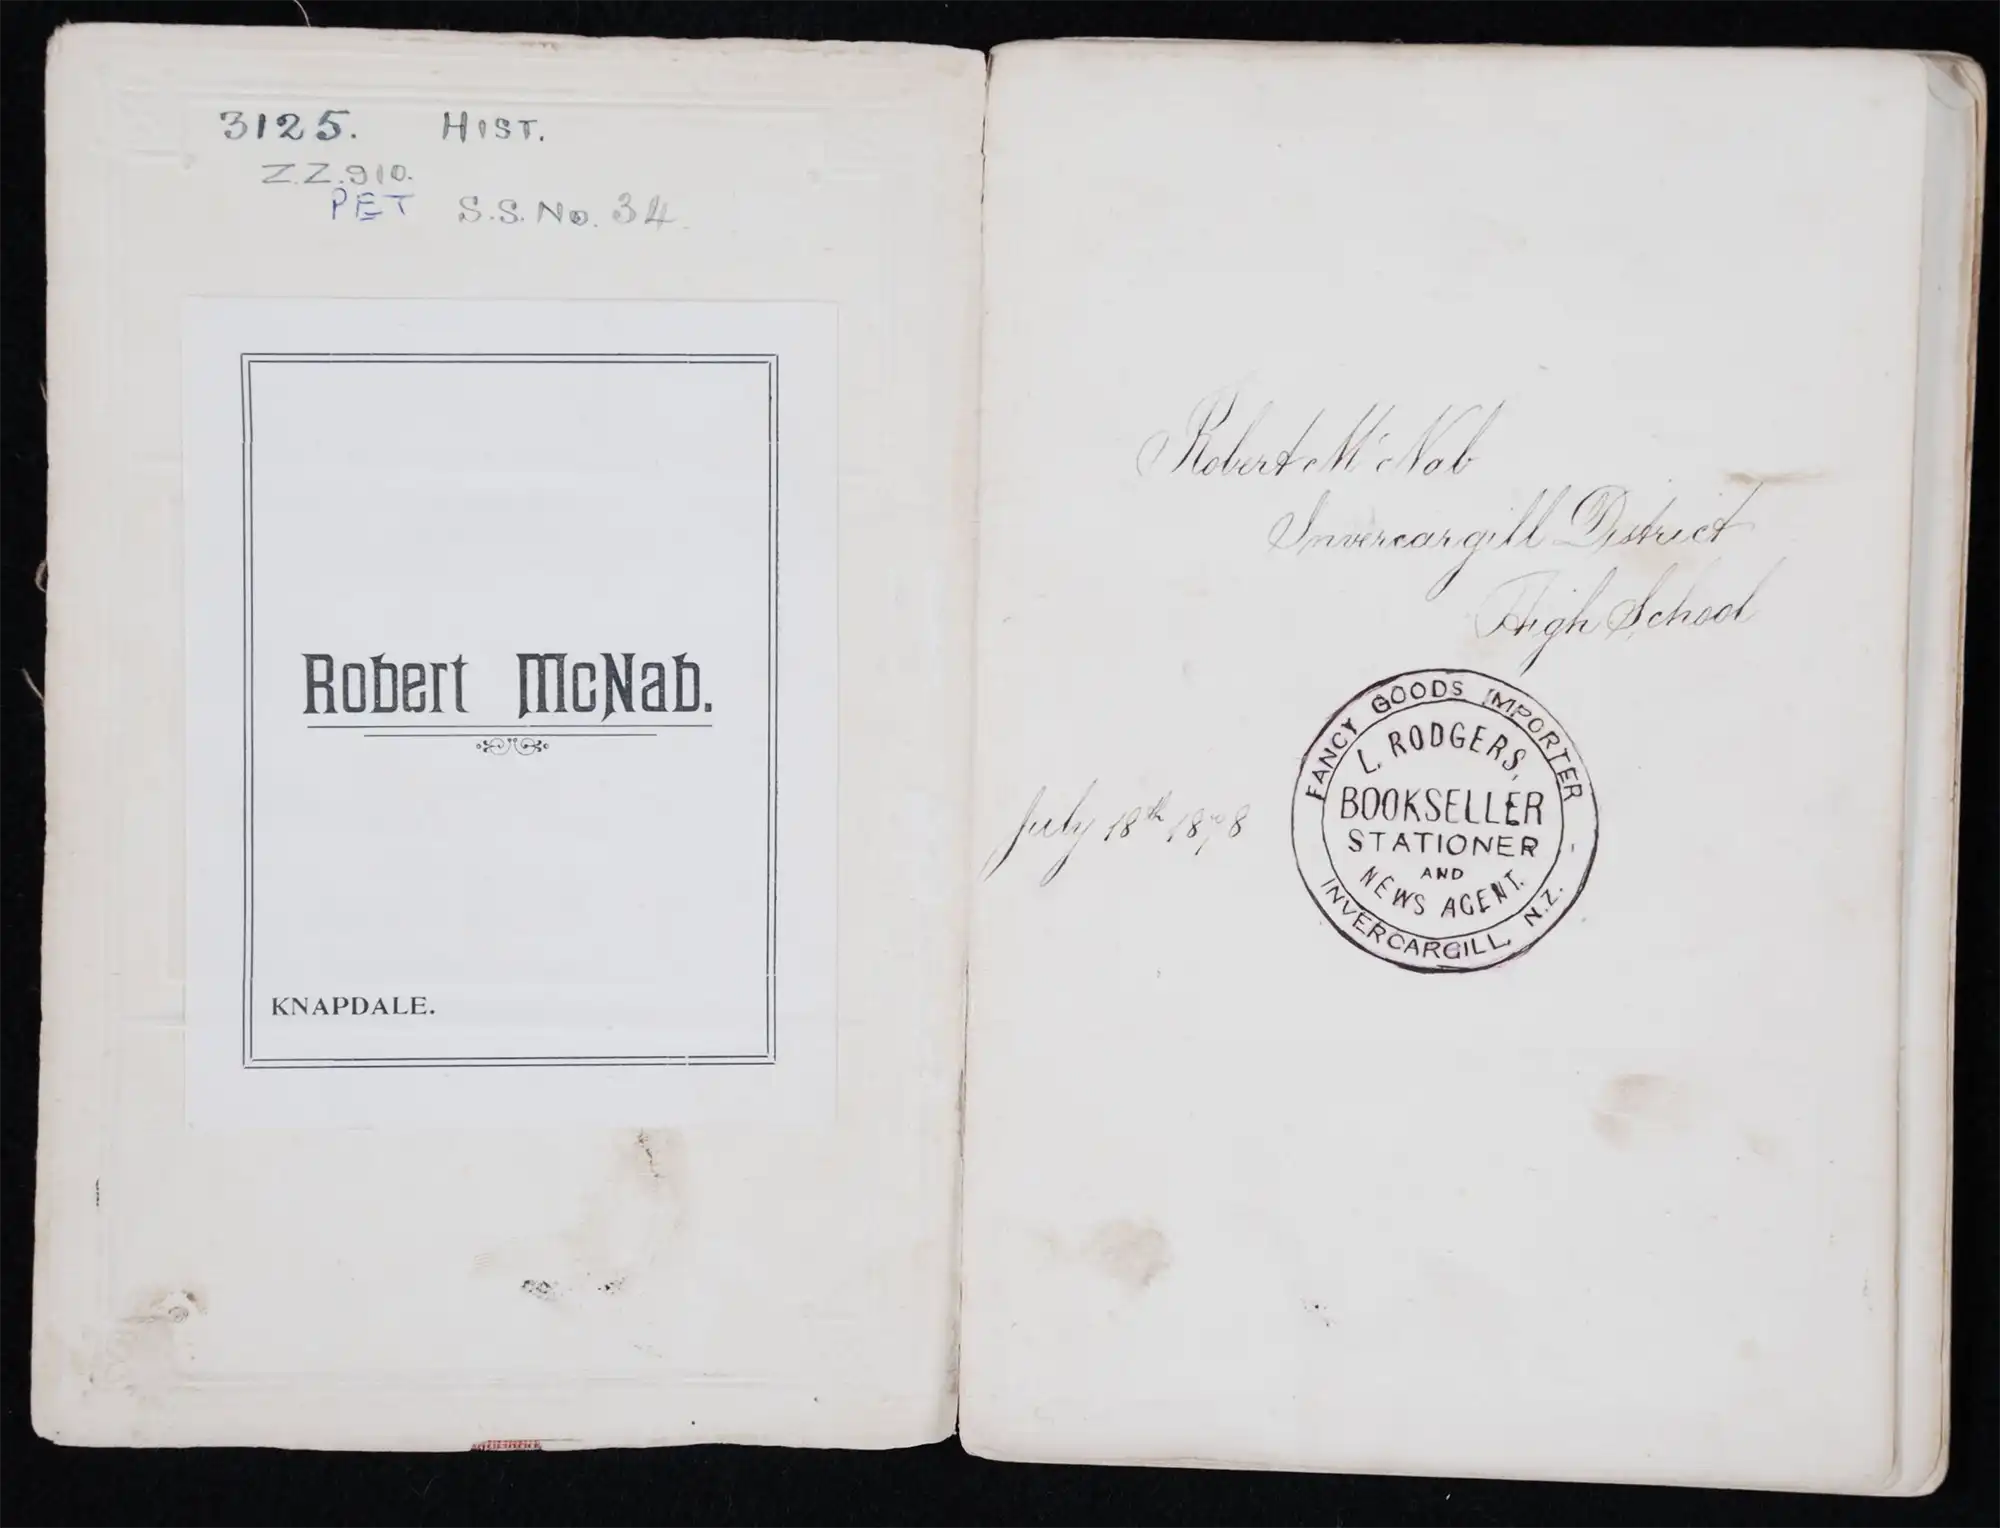 3125. HIST.
Z.Z.910.
PET S.S. No. 34.
Robert McNab.
KNAPDALE.
Robert McNab
Invercargill District
High School
July 18th 1878
FANCY GOODS IMPORTER
L. RODGERS,
BOOKSELLER
STATIONER
AND
NEWS AGENT.
INVERCARGILL, N.Z.